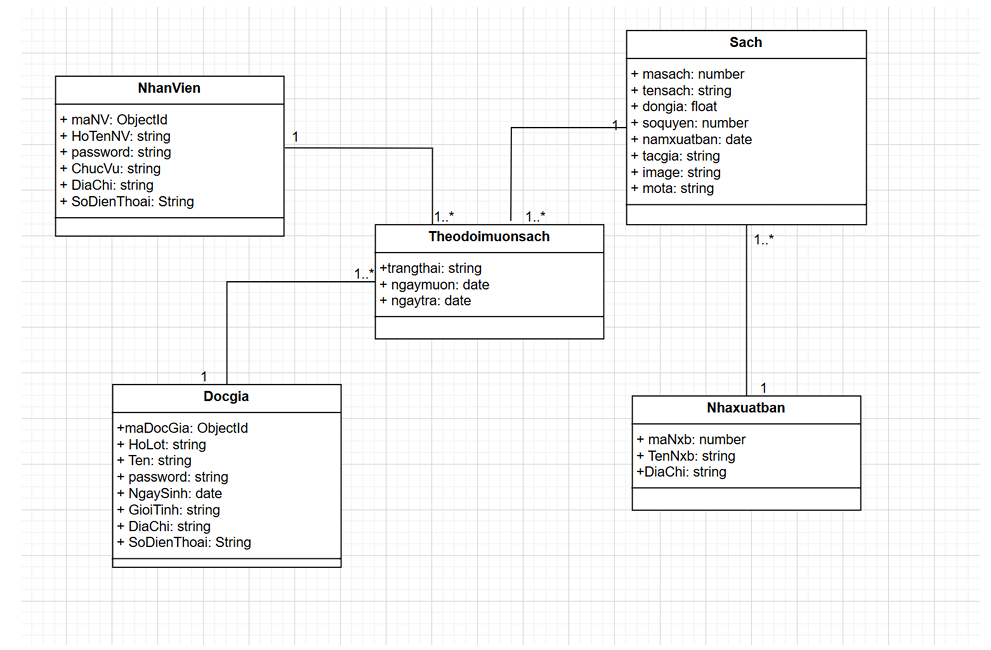 NhanVien
+ maNV: ObjectId
+ HoTenNV: string
+ password: string
+ ChucVu: string
+ DiaChi: string
+ SoDienThoai: String
1
1..*
Sach
+ masach: number
+ tensach: string
+ dongia: float
+ soquyen: number
+ namxuatban: date
+ tacgia: string
+ image: string
+ mota: string
1
1..*
1..*
Theodoimuonsach
+trangthai: string
+ ngaymuon: date
+ ngaytra: date
1..*
1
Docgia
+maDocGia: ObjectId
+ HoLot: string
+ Ten: string
+ password: string
+ NgaySinh: date
+ GioiTinh: string
+ DiaChi: string
+ SoDienThoai: String
1
Nhaxuatban
+ maNxb: number
+ TenNxb: string
+DiaChi: string